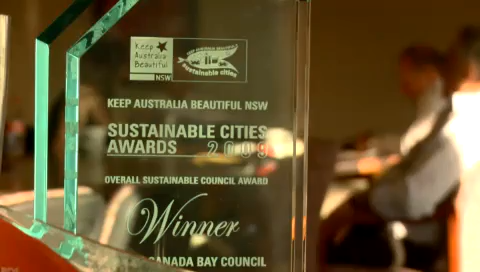 Keep
Australia
Beautiful
NSW
sustainable cities
KEEP AUSTRALIA BEAUTIFUL NSW
SUSTAINABLE CITIES
AWARDS 2009
OVERALL SUSTAINABLE COUNCIL AWARD
Winner
CANADA BAY COUNCIL